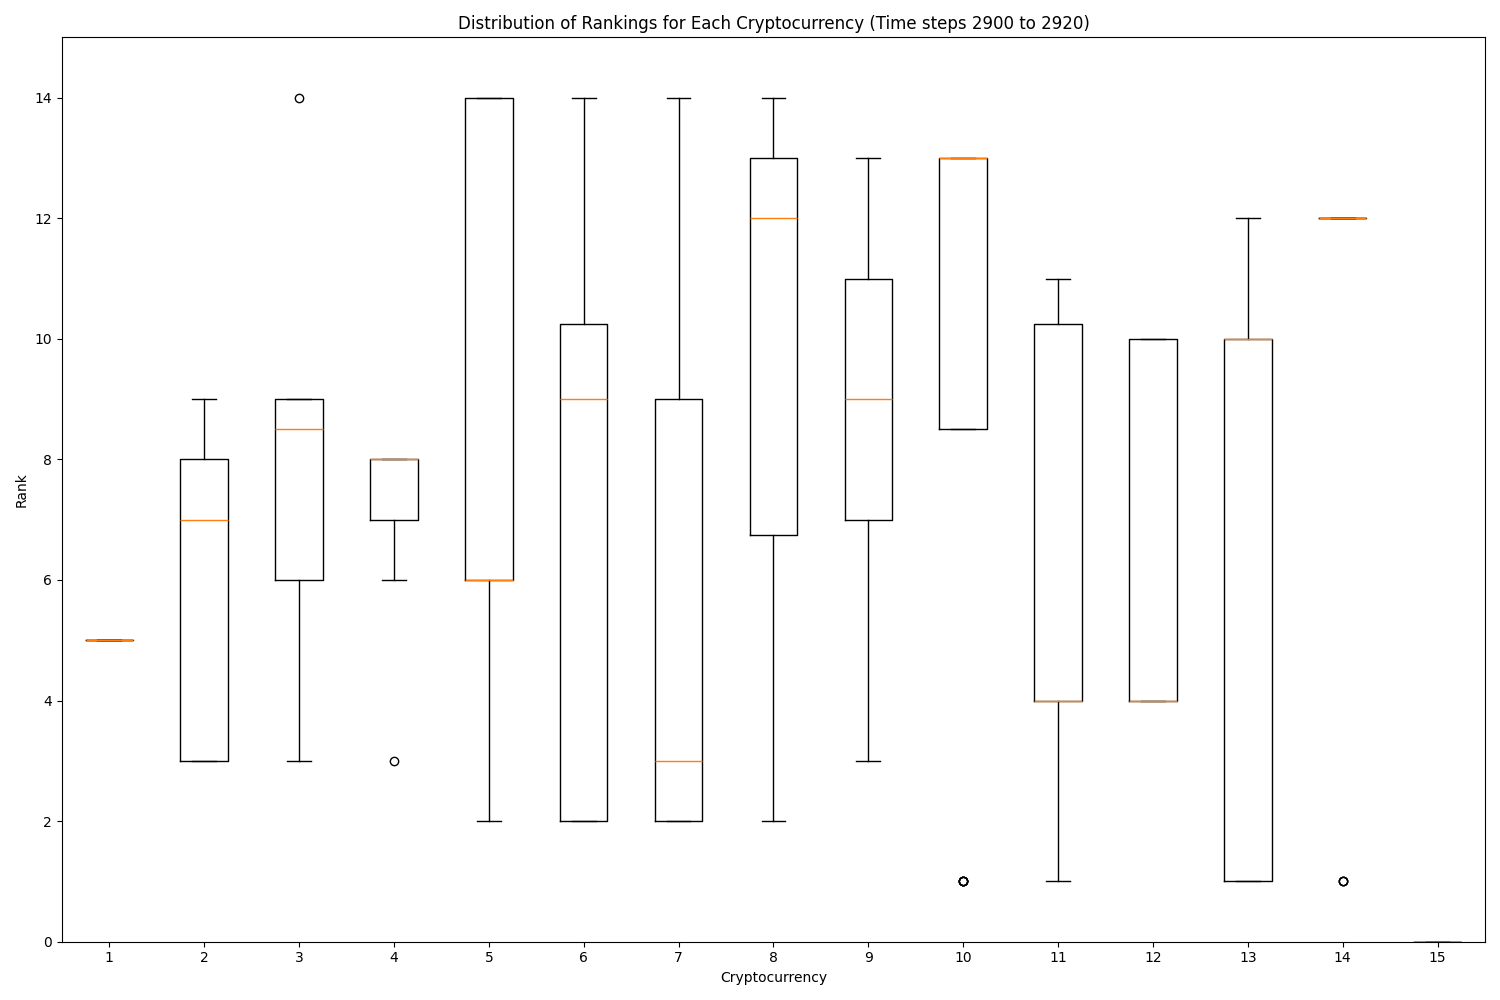 Distribution of Rankings for Each Cryptocurrency (Time steps 2900 to 2920)
14
12
10
8
6
4
2
0
Rank
1 2 3 4 5 6 7 8 9 10 11 12 13 14 15
Cryptocurrency